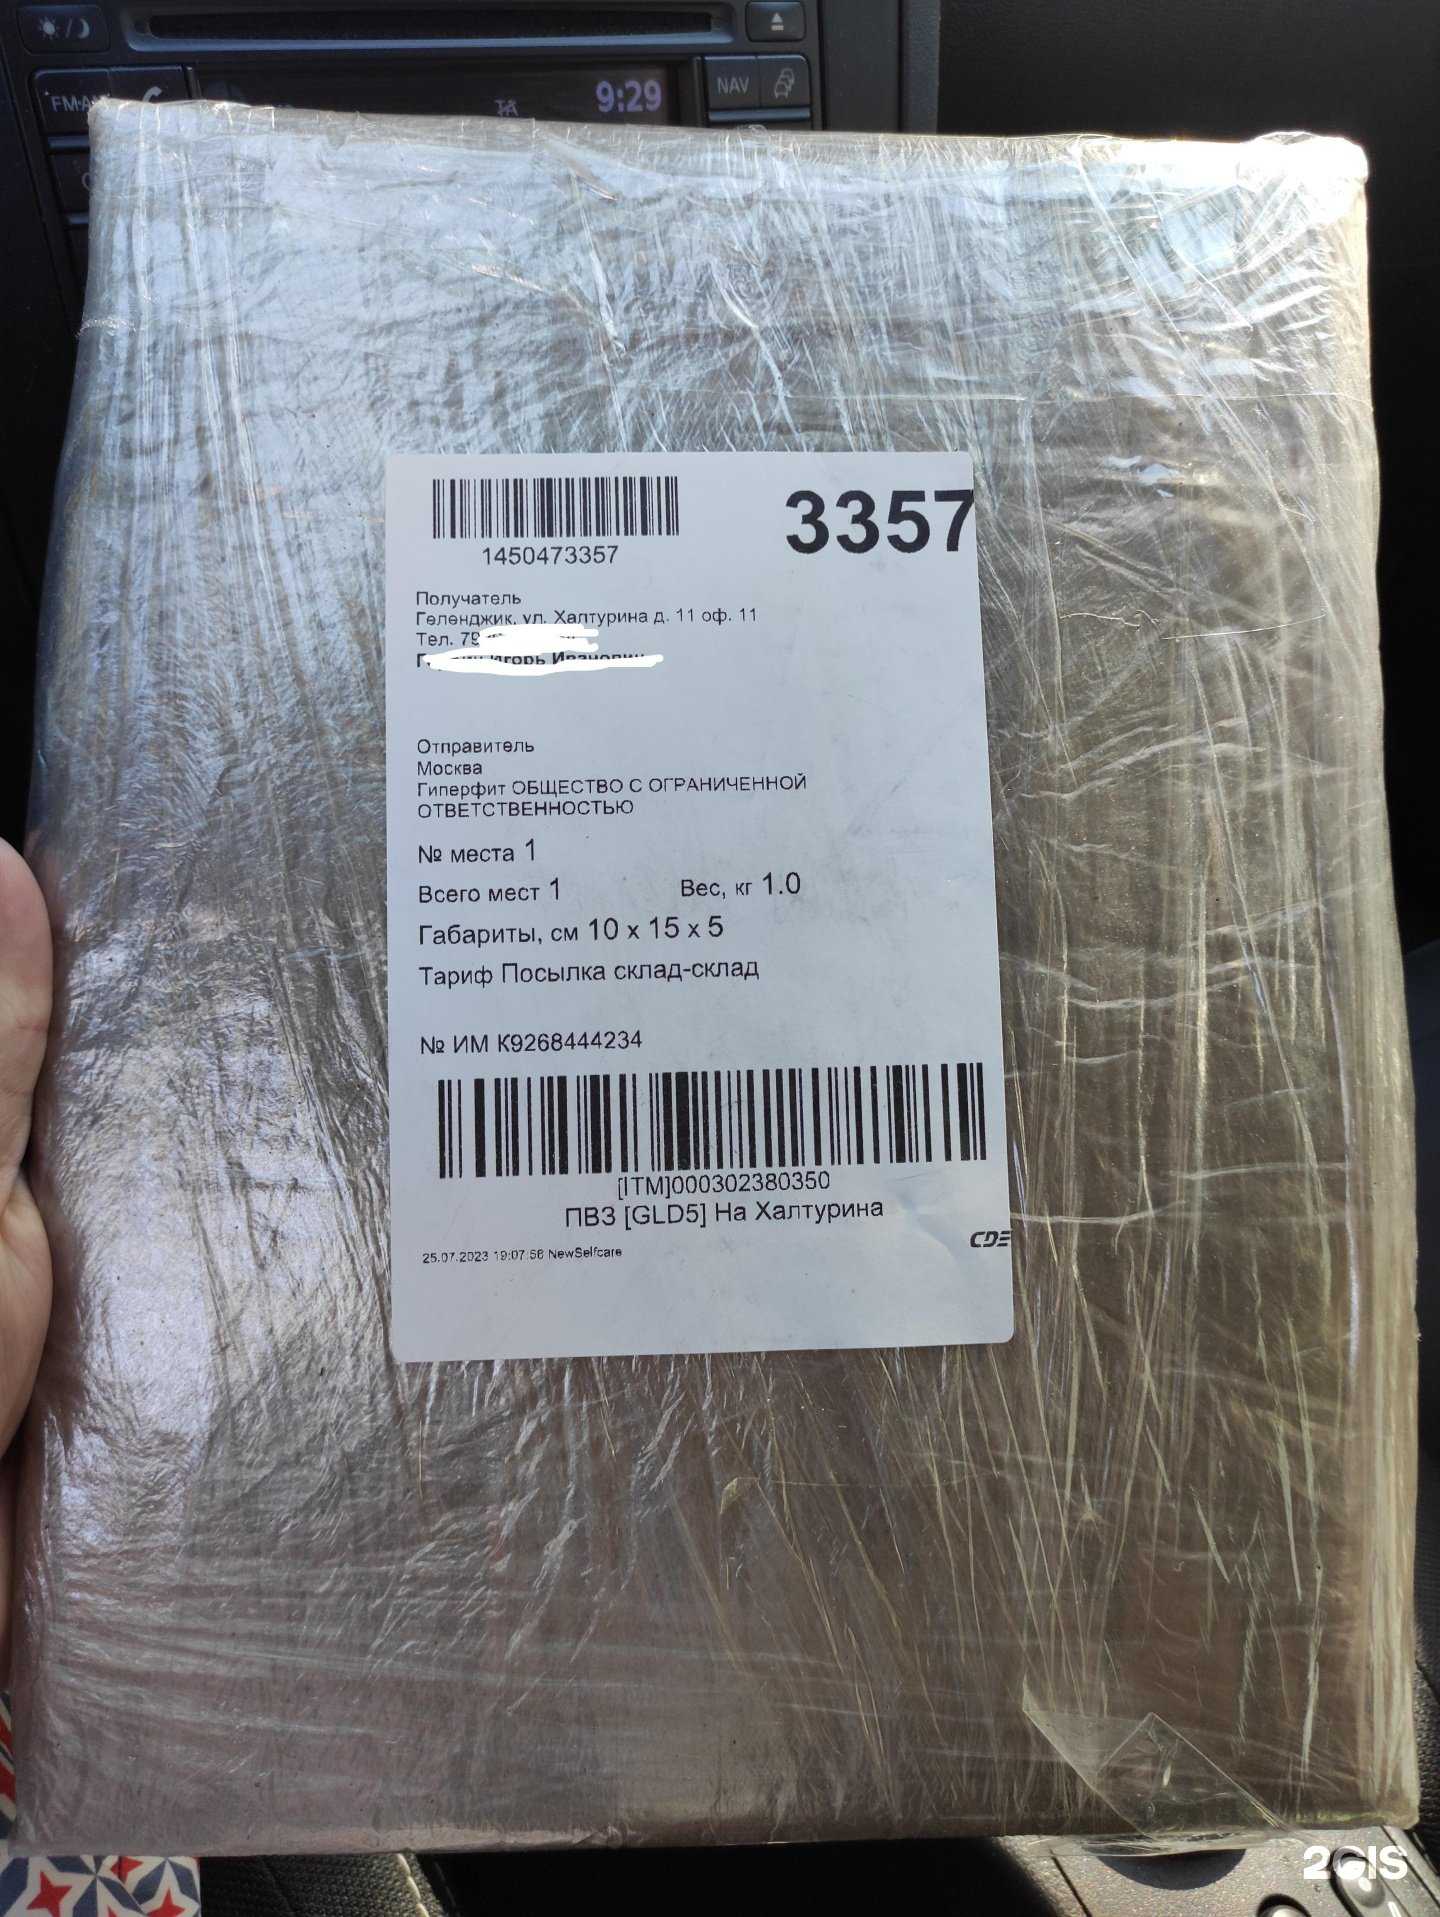 9:29
NAV
TA
3357
1450473357
Получатель
Геленджик, ул. Халтурина д. 11 оф. 11
Тел. 79
Игорь Иванович
Отправитель
Москва
Гиперфит ОБЩЕСТВО С ОГРАНИЧЕННОЙ
ОТВЕТСТВЕННОСТЬЮ
№ места 1
Всего мест 1 Вес, кг 1.0
Габариты, см 10 x 15 x 5
Тариф Посылка склад-склад
№ ИМ К9268444234
[ITM]000302380350
ПВЗ [GLD5] На Халтурина
CDE
25.07.2023 19:07:56 NewSelfcare
2GIS